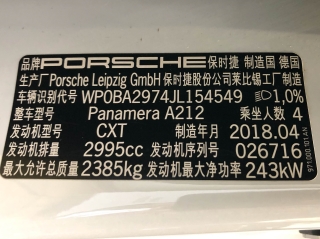 品牌 PORSCHE 保时捷 制造国 德国
生产厂 Porsche Leipzig GmbH 保时捷股份公司莱比锡工厂制造
车辆识别代号 WP0BA2974JL154549 1,0%
整车型号 Panamera A212 乘坐人数 4
发动机型号 CXT 制造年月 2018.04
发动机排量 2995cc 发动机序列号 026716
最大允许总质量 2385kg 发动机最大净功率 243kW